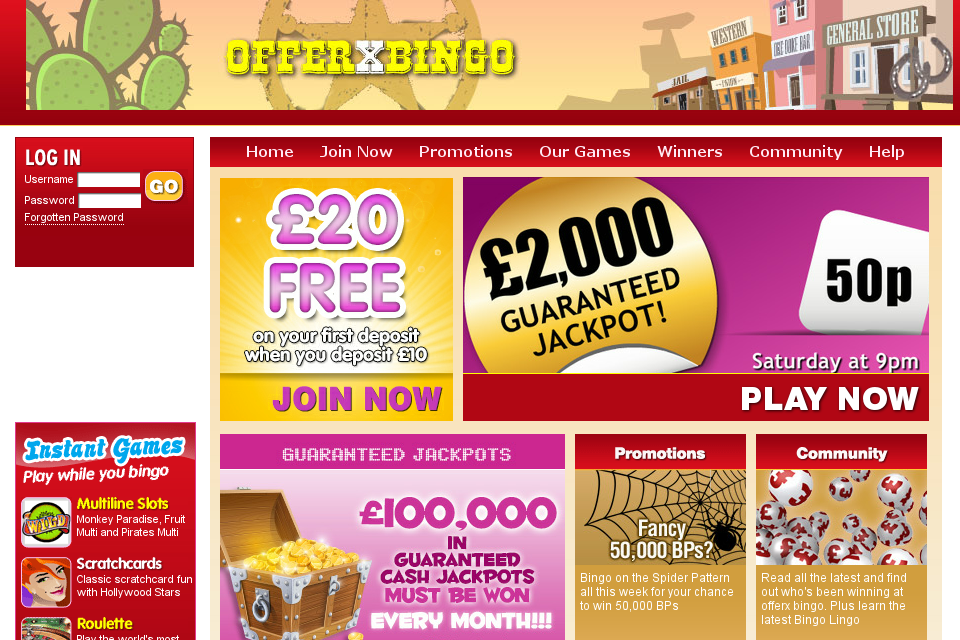 OFFERXBINGO
WESTERN
JAIL
UNION
GENERAL STORE
LOG IN
Username
GO
Password
Forgotten Password
Home Join Now Promotions Our Games Winners Community Help
£20
FREE
on your first deposit
when you deposit £10
JOIN NOW
£2,000
GUARANTEED
JACKPOT!
50p
Saturday at 9pm
PLAY NOW
Instant Games
Play while you bingo
WILD
Multiline Slots
Monkey Paradise, Fruit
Multi and Pirates Multi
Scratchcards
Classic scratchcard fun
with Hollywood Stars
Roulette
Play the world's most
GUARANTEED JACKPOTS
£100,000
IN
GUARANTEED
CASH JACKPOTS
MUST BE WON
EVERY MONTH!!!
Promotions
Fancy
50,000 BPs?
Bingo on the Spider Pattern
all this week for your chance
to win 50,000 BPs
Community
Read all the latest and find
out who's been winning at
offerx bingo. Plus learn the
latest Bingo Lingo